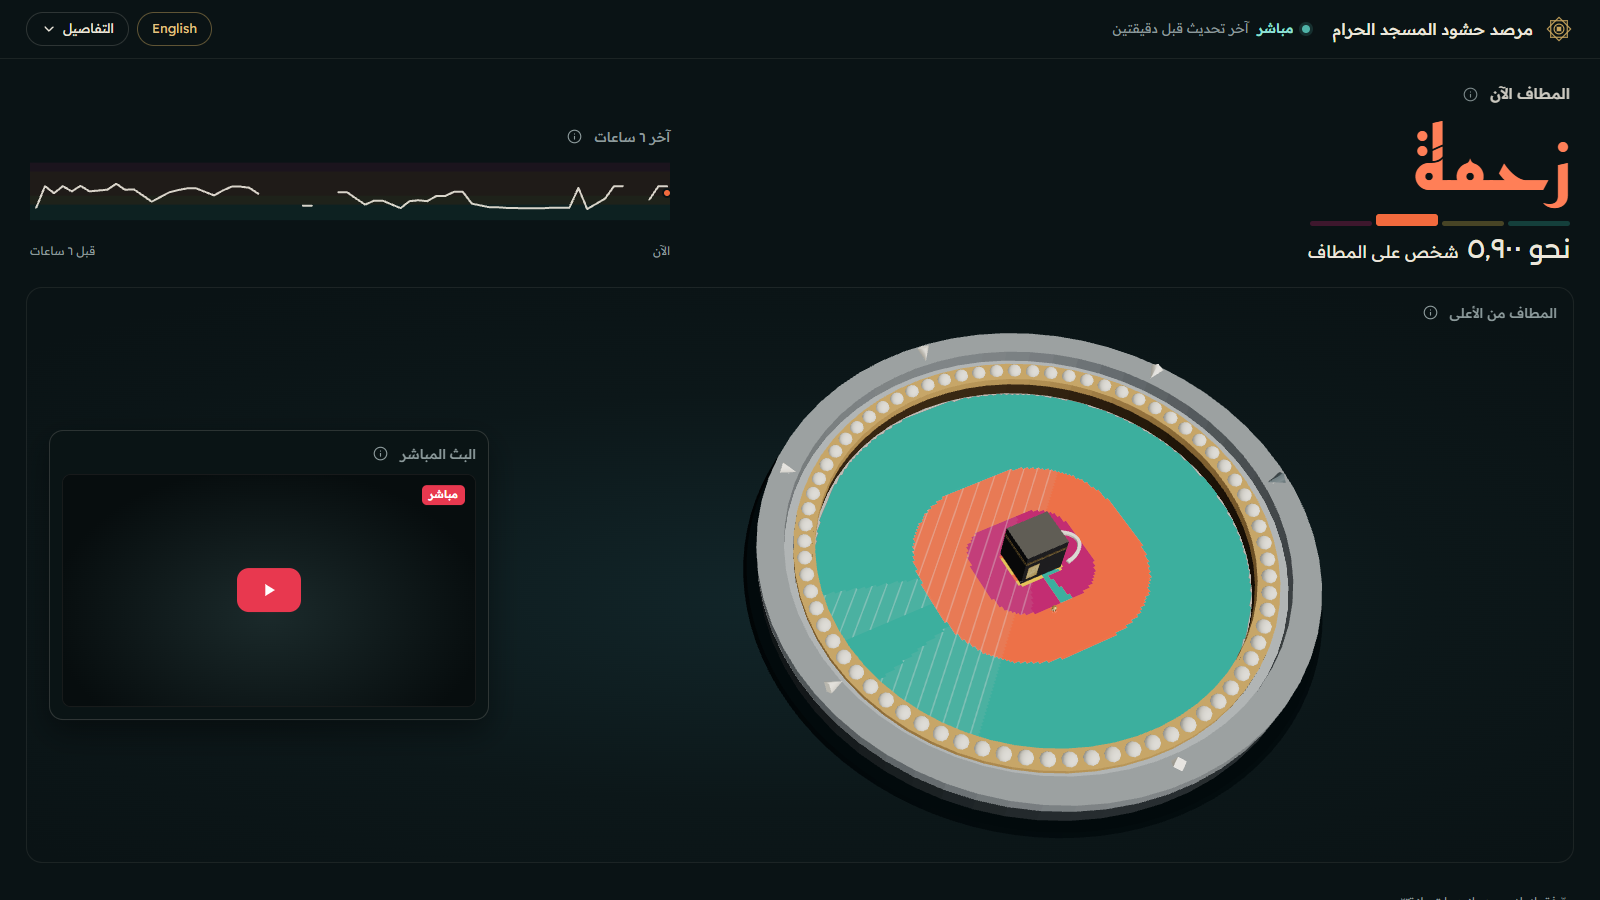 مرصد حشود المسجد الحرام
مباشر آخر تحديث قبل دقيقتين
English
التفاصيل
المطاف الآن
زحمة
نحو ٥,٩٠٠ شخص على المطاف
آخر ٦ ساعات
الآن
قبل ٦ ساعات
المطاف من الأعلى
البث المباشر
مباشر